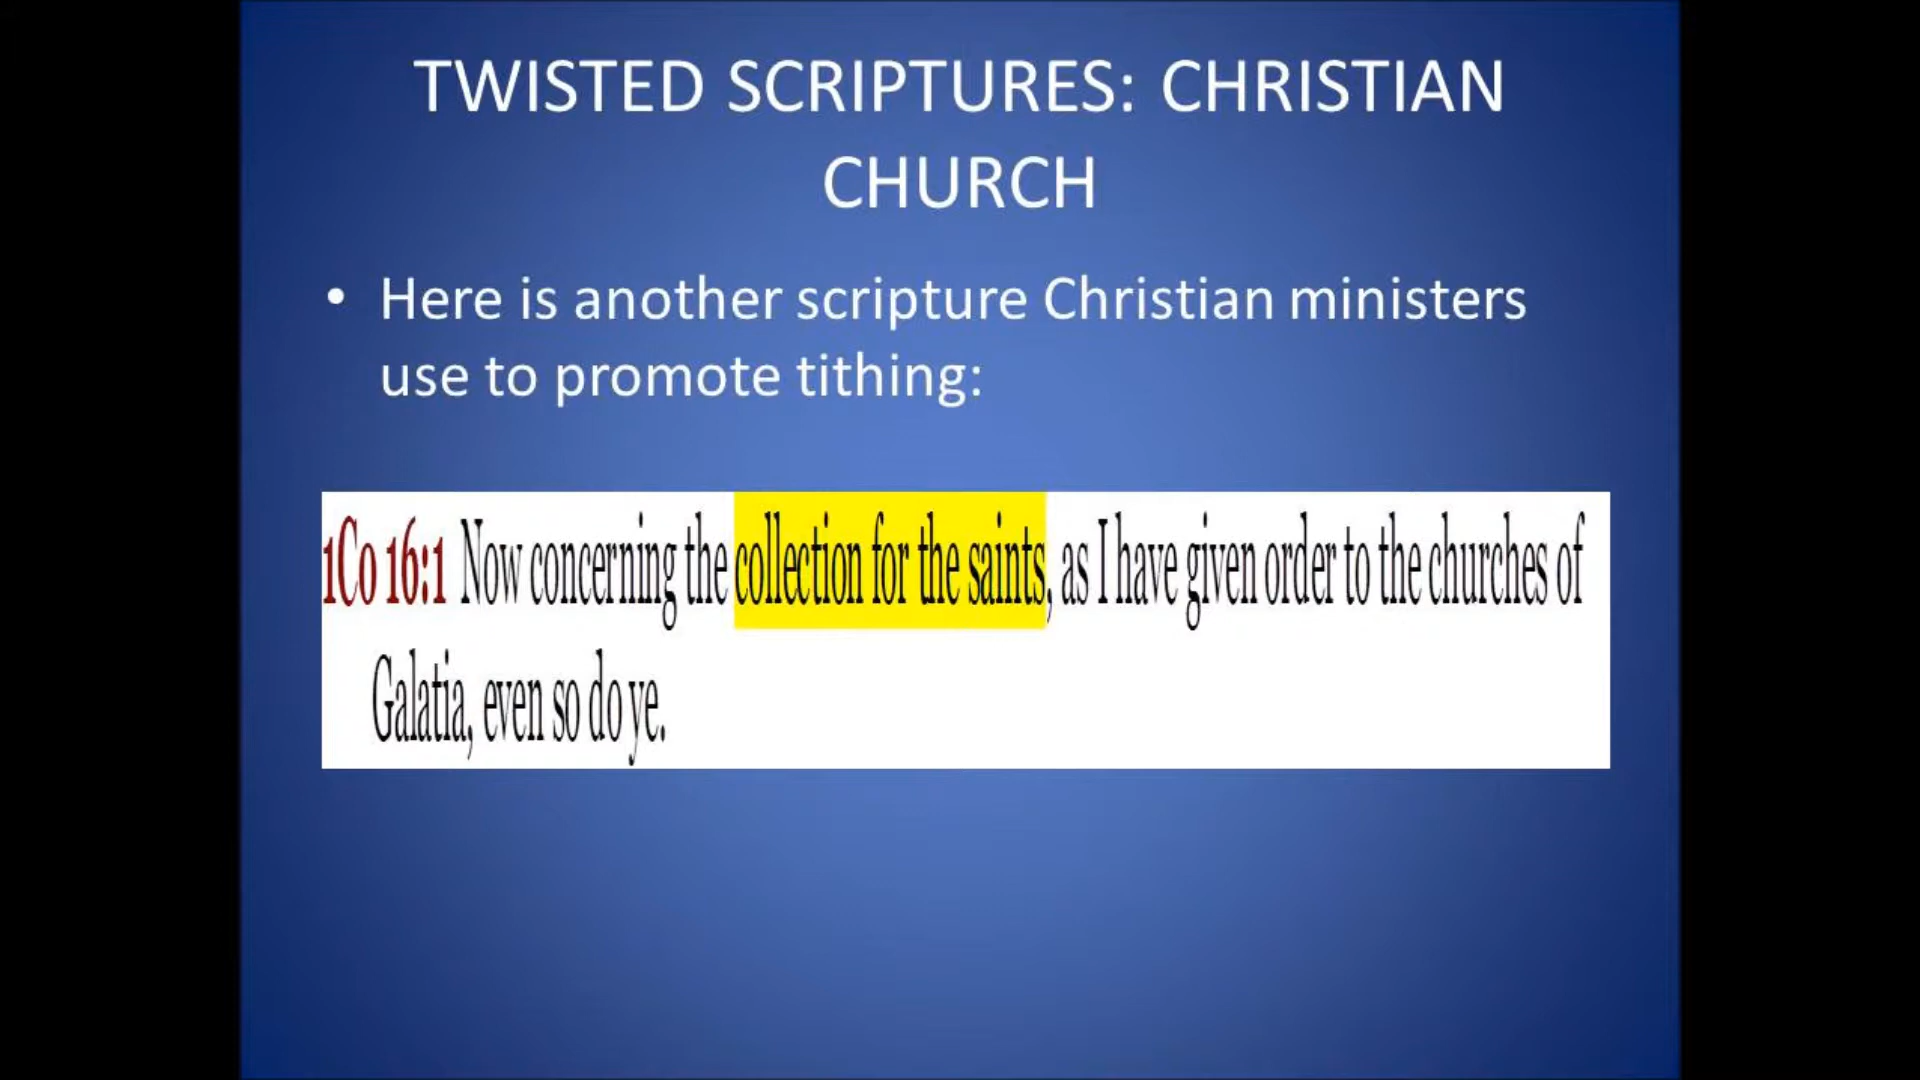 TWISTED SCRIPTURES: CHRISTIAN
CHURCH
• Here is another scripture Christian ministers
use to promote tithing:
1Co 16:1 Now concerning the collection for the saints, as I have given order to the churches of
Galatia, even so do ye.